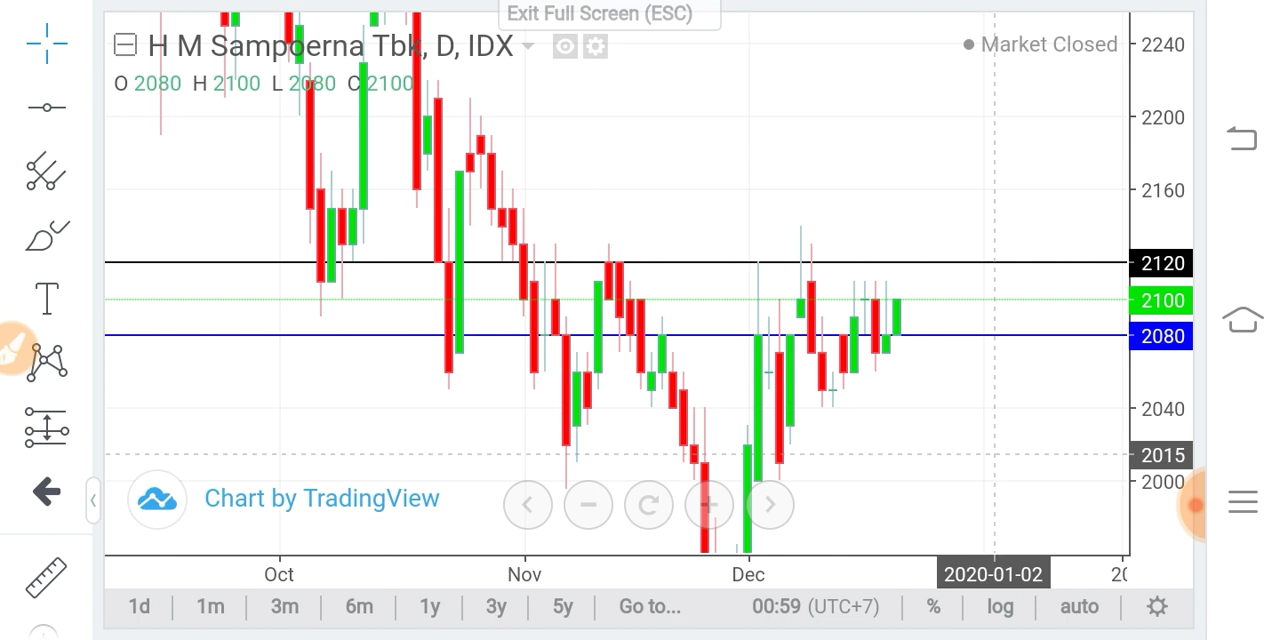 Exit Full Screen (ESC)
H M Sampoerna Tbk, D, IDX
Market Closed
O 2080 H 2100 L 2080 C 2100
2240
2200
2160
2120
2100
2080
2040
2015
2000
T
Chart by TradingView
Oct
Nov
Dec
2020-01-02
1d
1m
3m
6m
1y
3y
5y
Go to...
00:59 (UTC+7)
%
log
auto